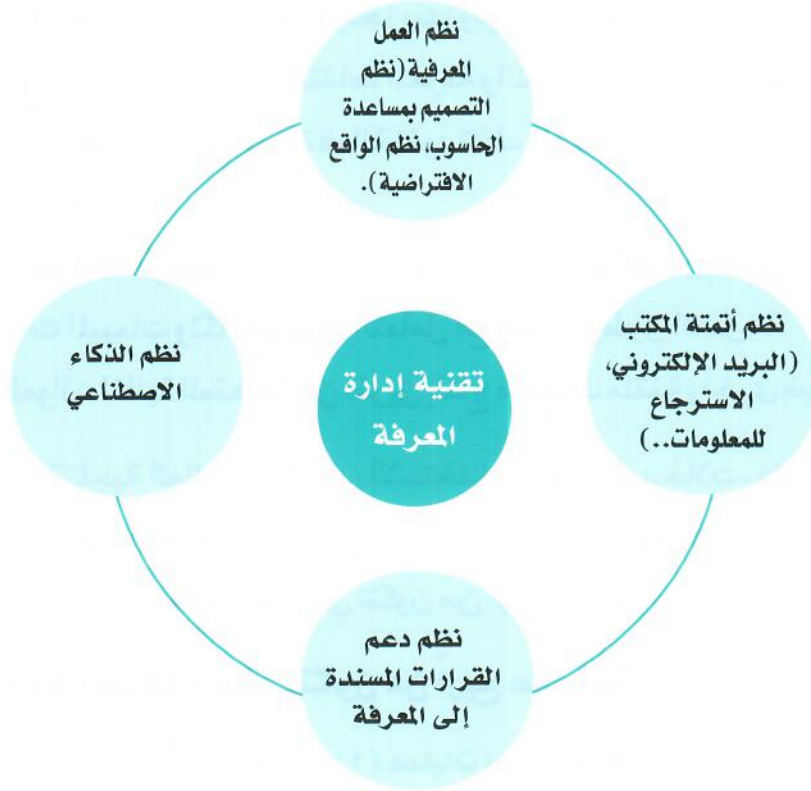 نظم العمل
المعرفية (نظم
التصميم بمساعدة
الحاسوب، نظم الواقع
الافتراضية).
نظم أتمتة المكتب
(البريد الإلكتروني،
الاسترجاع
للمعلومات..)
تقنية إدارة
المعرفة
نظم الذكاء
الاصطناعي
نظم دعم
القرارات المسندة
إلى المعرفة